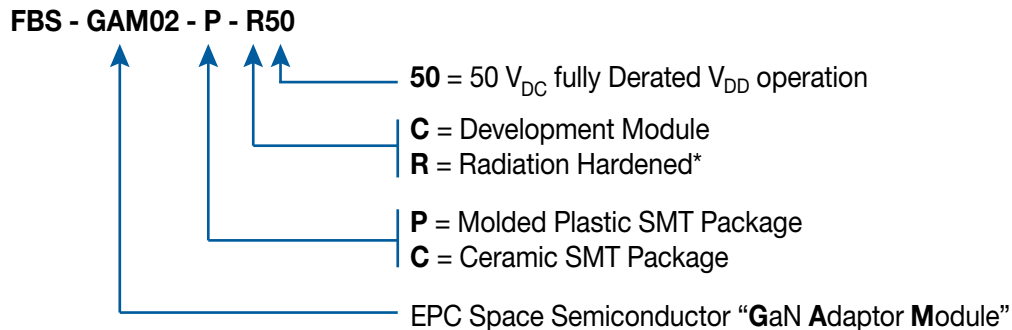 FBS - GAM02 - P - R50
50 = 50 VDC fully Derated VDD operation
C = Development Module
R = Radiation Hardened*
P = Molded Plastic SMT Package
C = Ceramic SMT Package
EPC Space Semiconductor “GaN Adaptor Module”